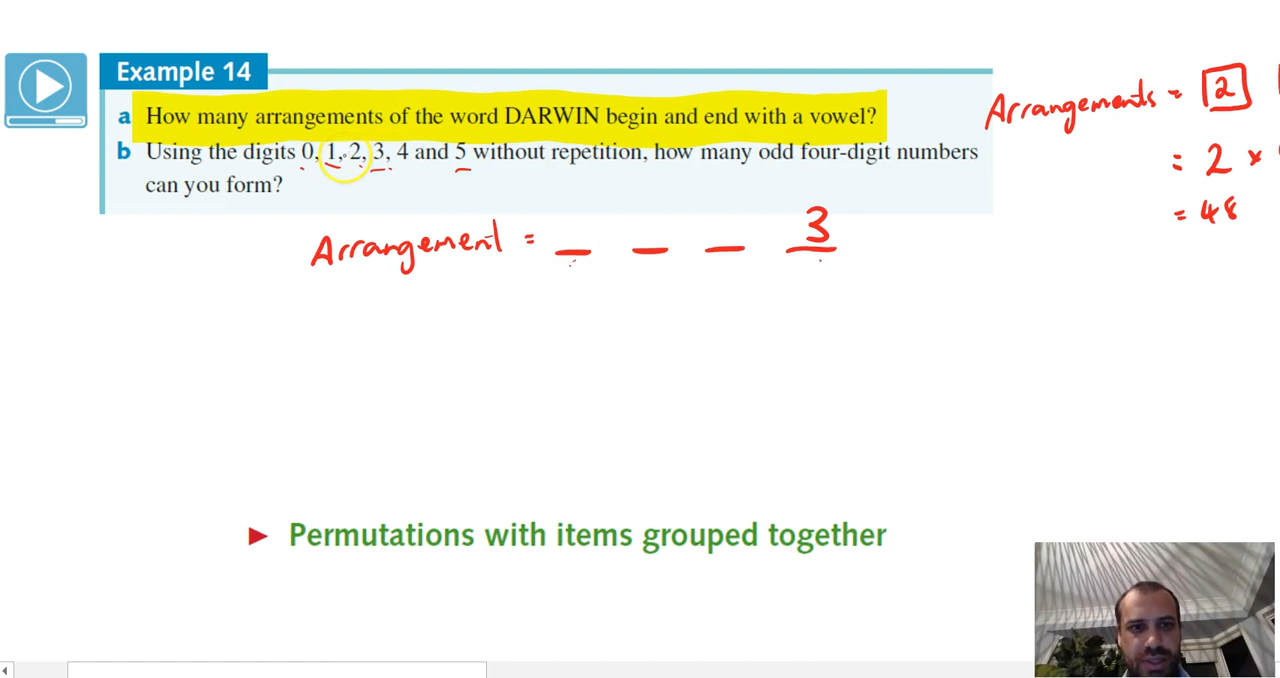 Example 14
a How many arrangements of the word DARWIN begin and end with a vowel?
b Using the digits 0, 1, 2, 3, 4 and 5 without repetition, how many odd four-digit numbers
can you form?
Arrangements = 2
= 2 ×
= 48
Arrangement = _ _ _ 3
► Permutations with items grouped together